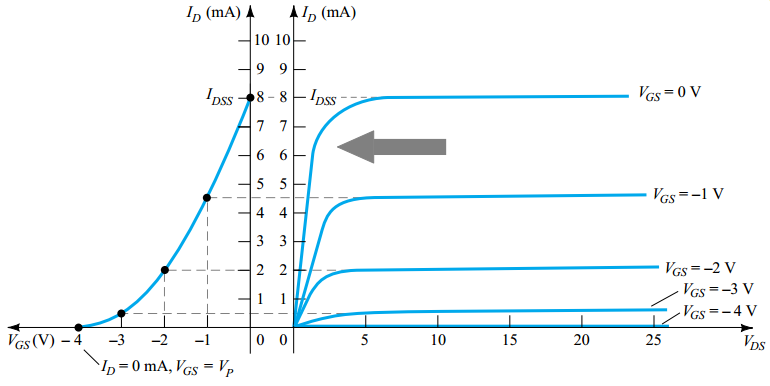 I_D (mA) I_D (mA)
10 10
9 9
I_DSS 8 8 I_DSS V_GS = 0 V
7 7
6 6
5 5
V_GS = –1 V
4 4
3 3
2 2 V_GS = –2 V
V_GS = –3 V
1 1
V_GS = – 4 V
V_GS (V) – 4 –3 –2 –1 0 0 5 10 15 20 25 V_DS
I_D = 0 mA, V_GS = V_P